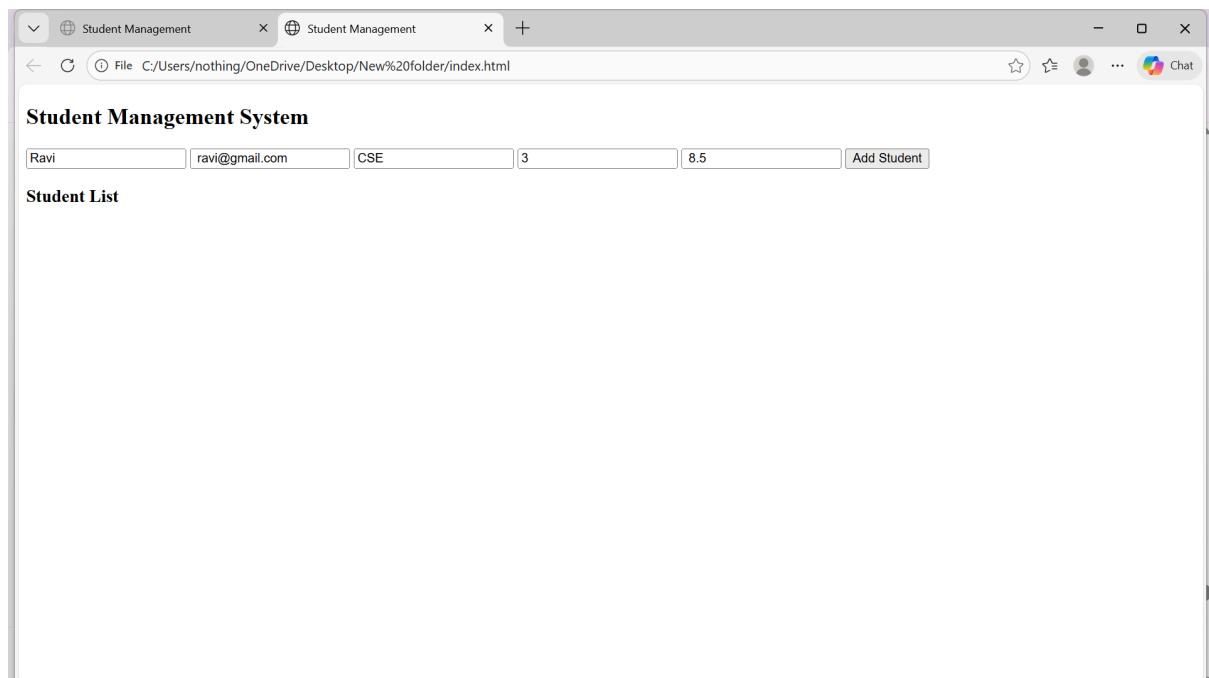 Student Management Student Management
File C:/Users/nothing/OneDrive/Desktop/New%20folder/index.html Chat
Student Management System
Ravi ravi@gmail.com CSE 3 8.5 Add Student
Student List